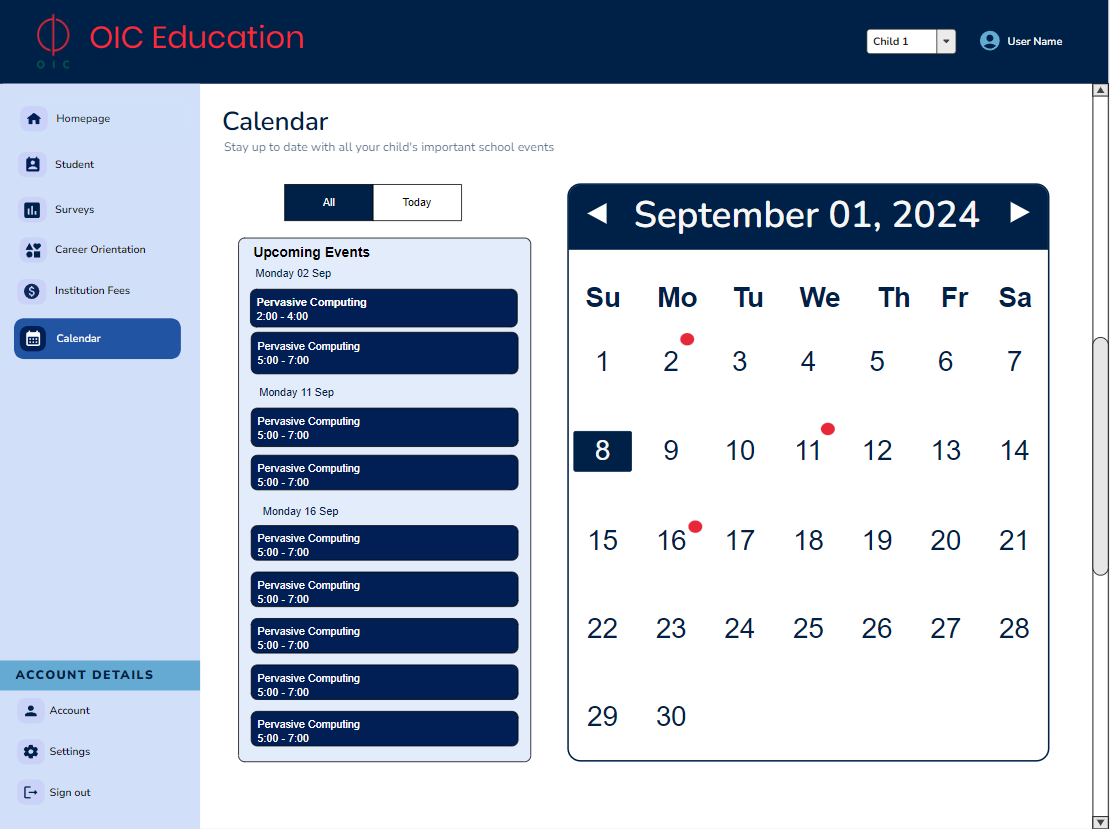 OIC
OIC Education
Child 1
User Name
Homepage
Student
Surveys
Career Orientation
Institution Fees
Calendar
ACCOUNT DETAILS
Account
Settings
Sign out
Calendar
Stay up to date with all your child's important school events
All
Today
Upcoming Events
Monday 02 Sep
Pervasive Computing
2:00 - 4:00
Pervasive Computing
5:00 - 7:00
Monday 11 Sep
Pervasive Computing
5:00 - 7:00
Pervasive Computing
5:00 - 7:00
Monday 16 Sep
Pervasive Computing
5:00 - 7:00
Pervasive Computing
5:00 - 7:00
Pervasive Computing
5:00 - 7:00
Pervasive Computing
5:00 - 7:00
Pervasive Computing
5:00 - 7:00
September 01, 2024
Su Mo Tu We Th Fr Sa
1 2 3 4 5 6 7
8 9 10 11 12 13 14
15 16 17 18 19 20 21
22 23 24 25 26 27 28
29 30